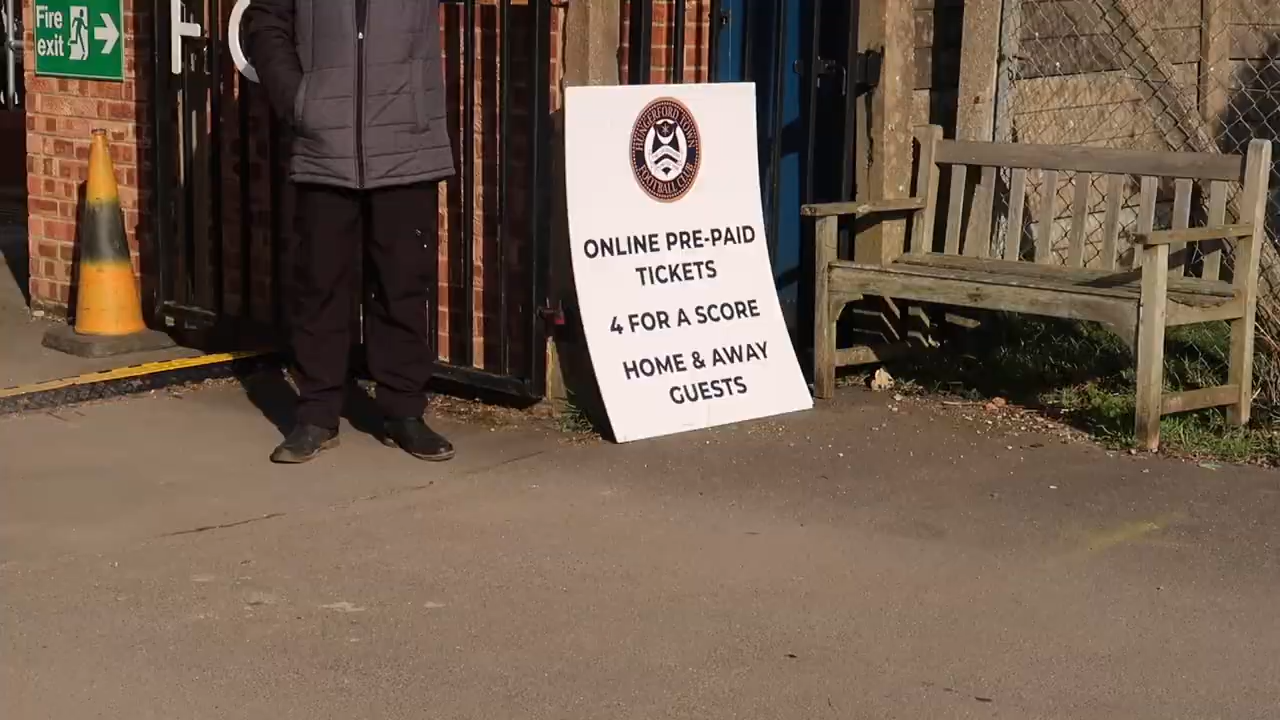 Fire
exit
HUNGERFORD TOWN
FOOTBALL CLUB
ONLINE PRE-PAID
TICKETS
4 FOR A SCORE
HOME & AWAY
GUESTS